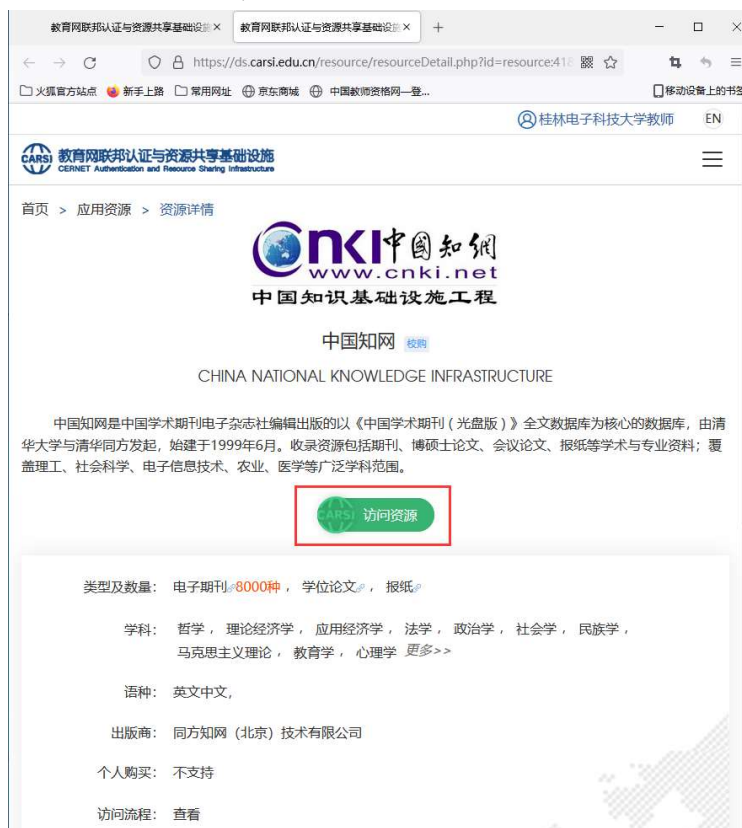 教育网联邦认证与资源共享基础设施 ×
教育网联邦认证与资源共享基础设施 ×
https://ds.carsi.edu.cn/resource/resourceDetail.php?id=resource:418
火狐官方站点 新手上路 常用网址 京东商城 中国教师资格网—登... 移动设备上的书签
桂林电子科技大学教师 EN
CARSI 教育网联邦认证与资源共享基础设施
CERNET Authentication and Resource Sharing Infrastructure
首页 > 应用资源 > 资源详情
cnki中国知网
www.cnki.net
中国知识基础设施工程
中国知网 校购
CHINA NATIONAL KNOWLEDGE INFRASTRUCTURE
中国知网是中国学术期刊电子杂志社编辑出版的以《中国学术期刊(光盘版)》全文数据库为核心的数据库，由清
华大学与清华同方发起，始建于1999年6月。收录资源包括期刊、博硕士论文、会议论文、报纸等学术与专业资料；覆
盖理工、社会科学、电子信息技术、农业、医学等广泛学科范围。
CARSI 访问资源
类型及数量： 电子期刊 8000种， 学位论文， 报纸
学科： 哲学， 理论经济学， 应用经济学， 法学， 政治学， 社会学， 民族学，
马克思主义理论， 教育学， 心理学 更多>>
语种： 英文中文,
出版商： 同方知网（北京）技术有限公司
个人购买： 不支持
访问流程： 查看